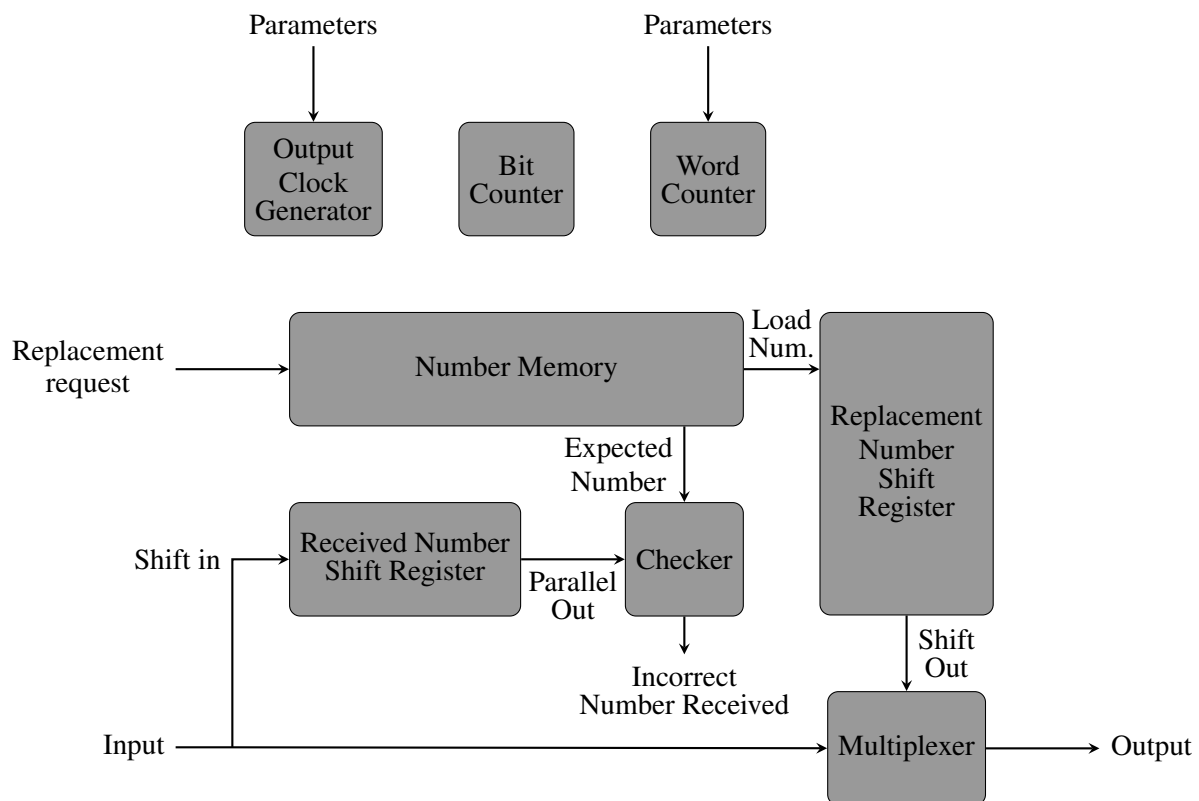 Parameters
Parameters
Output
Clock
Generator
Bit
Counter
Word
Counter
Replacement
request
Number Memory
Load
Num.
Replacement
Number
Shift
Register
Expected
Number
Shift in
Received Number
Shift Register
Parallel
Out
Checker
Incorrect
Number Received
Shift
Out
Input
Multiplexer
Output